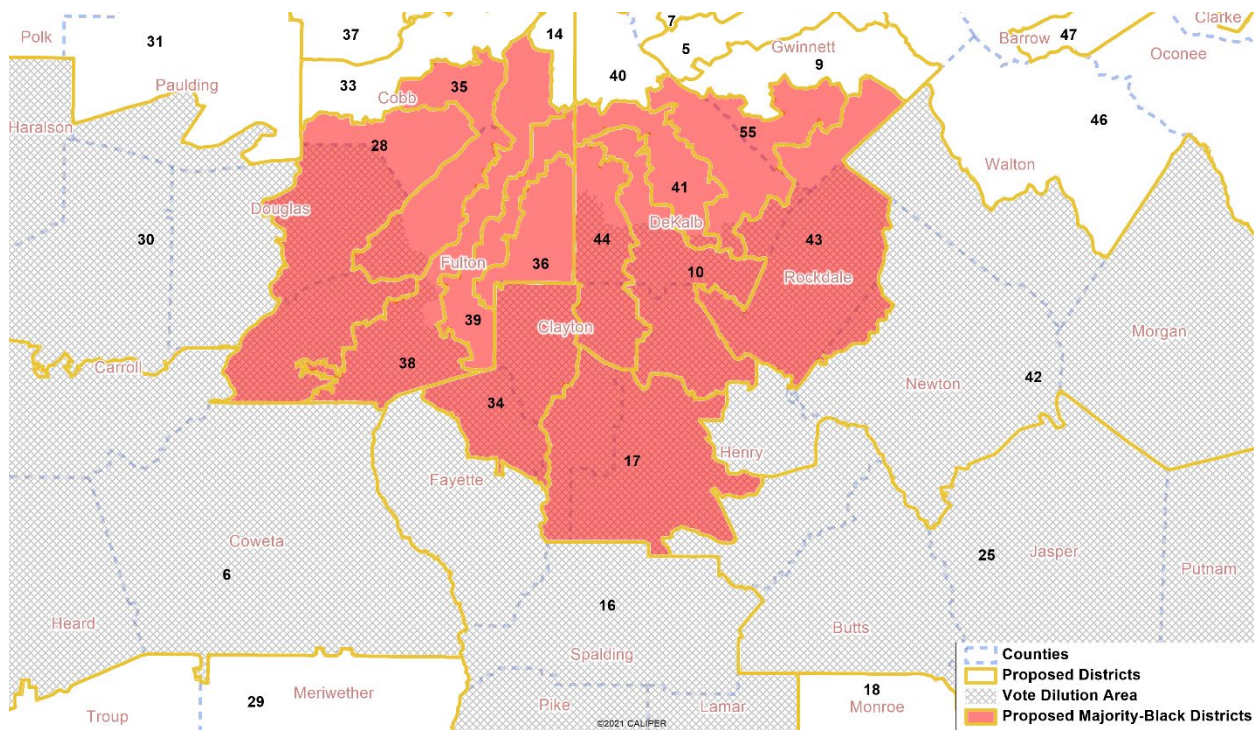 7
Clarke
Polk
31
37
14
5
Gwinnett
Barrow
47
Oconee
33
Cobb
35
40
9
Paulding
Haralson
28
55
46
Walton
41
Douglas
DeKalb
30
44
43
Fulton
36
10
Rockdale
39
Clayton
Morgan
Carroll
38
Newton
42
34
17
Henry
Fayette
Coweta
25
Jasper
Putnam
6
16
Heard
Butts
Spalding
Counties
Proposed Districts
Vote Dilution Area
Proposed Majority-Black Districts
29
Meriwether
Pike
Lamar
18
Monroe
Troup
©2021 CALIPER